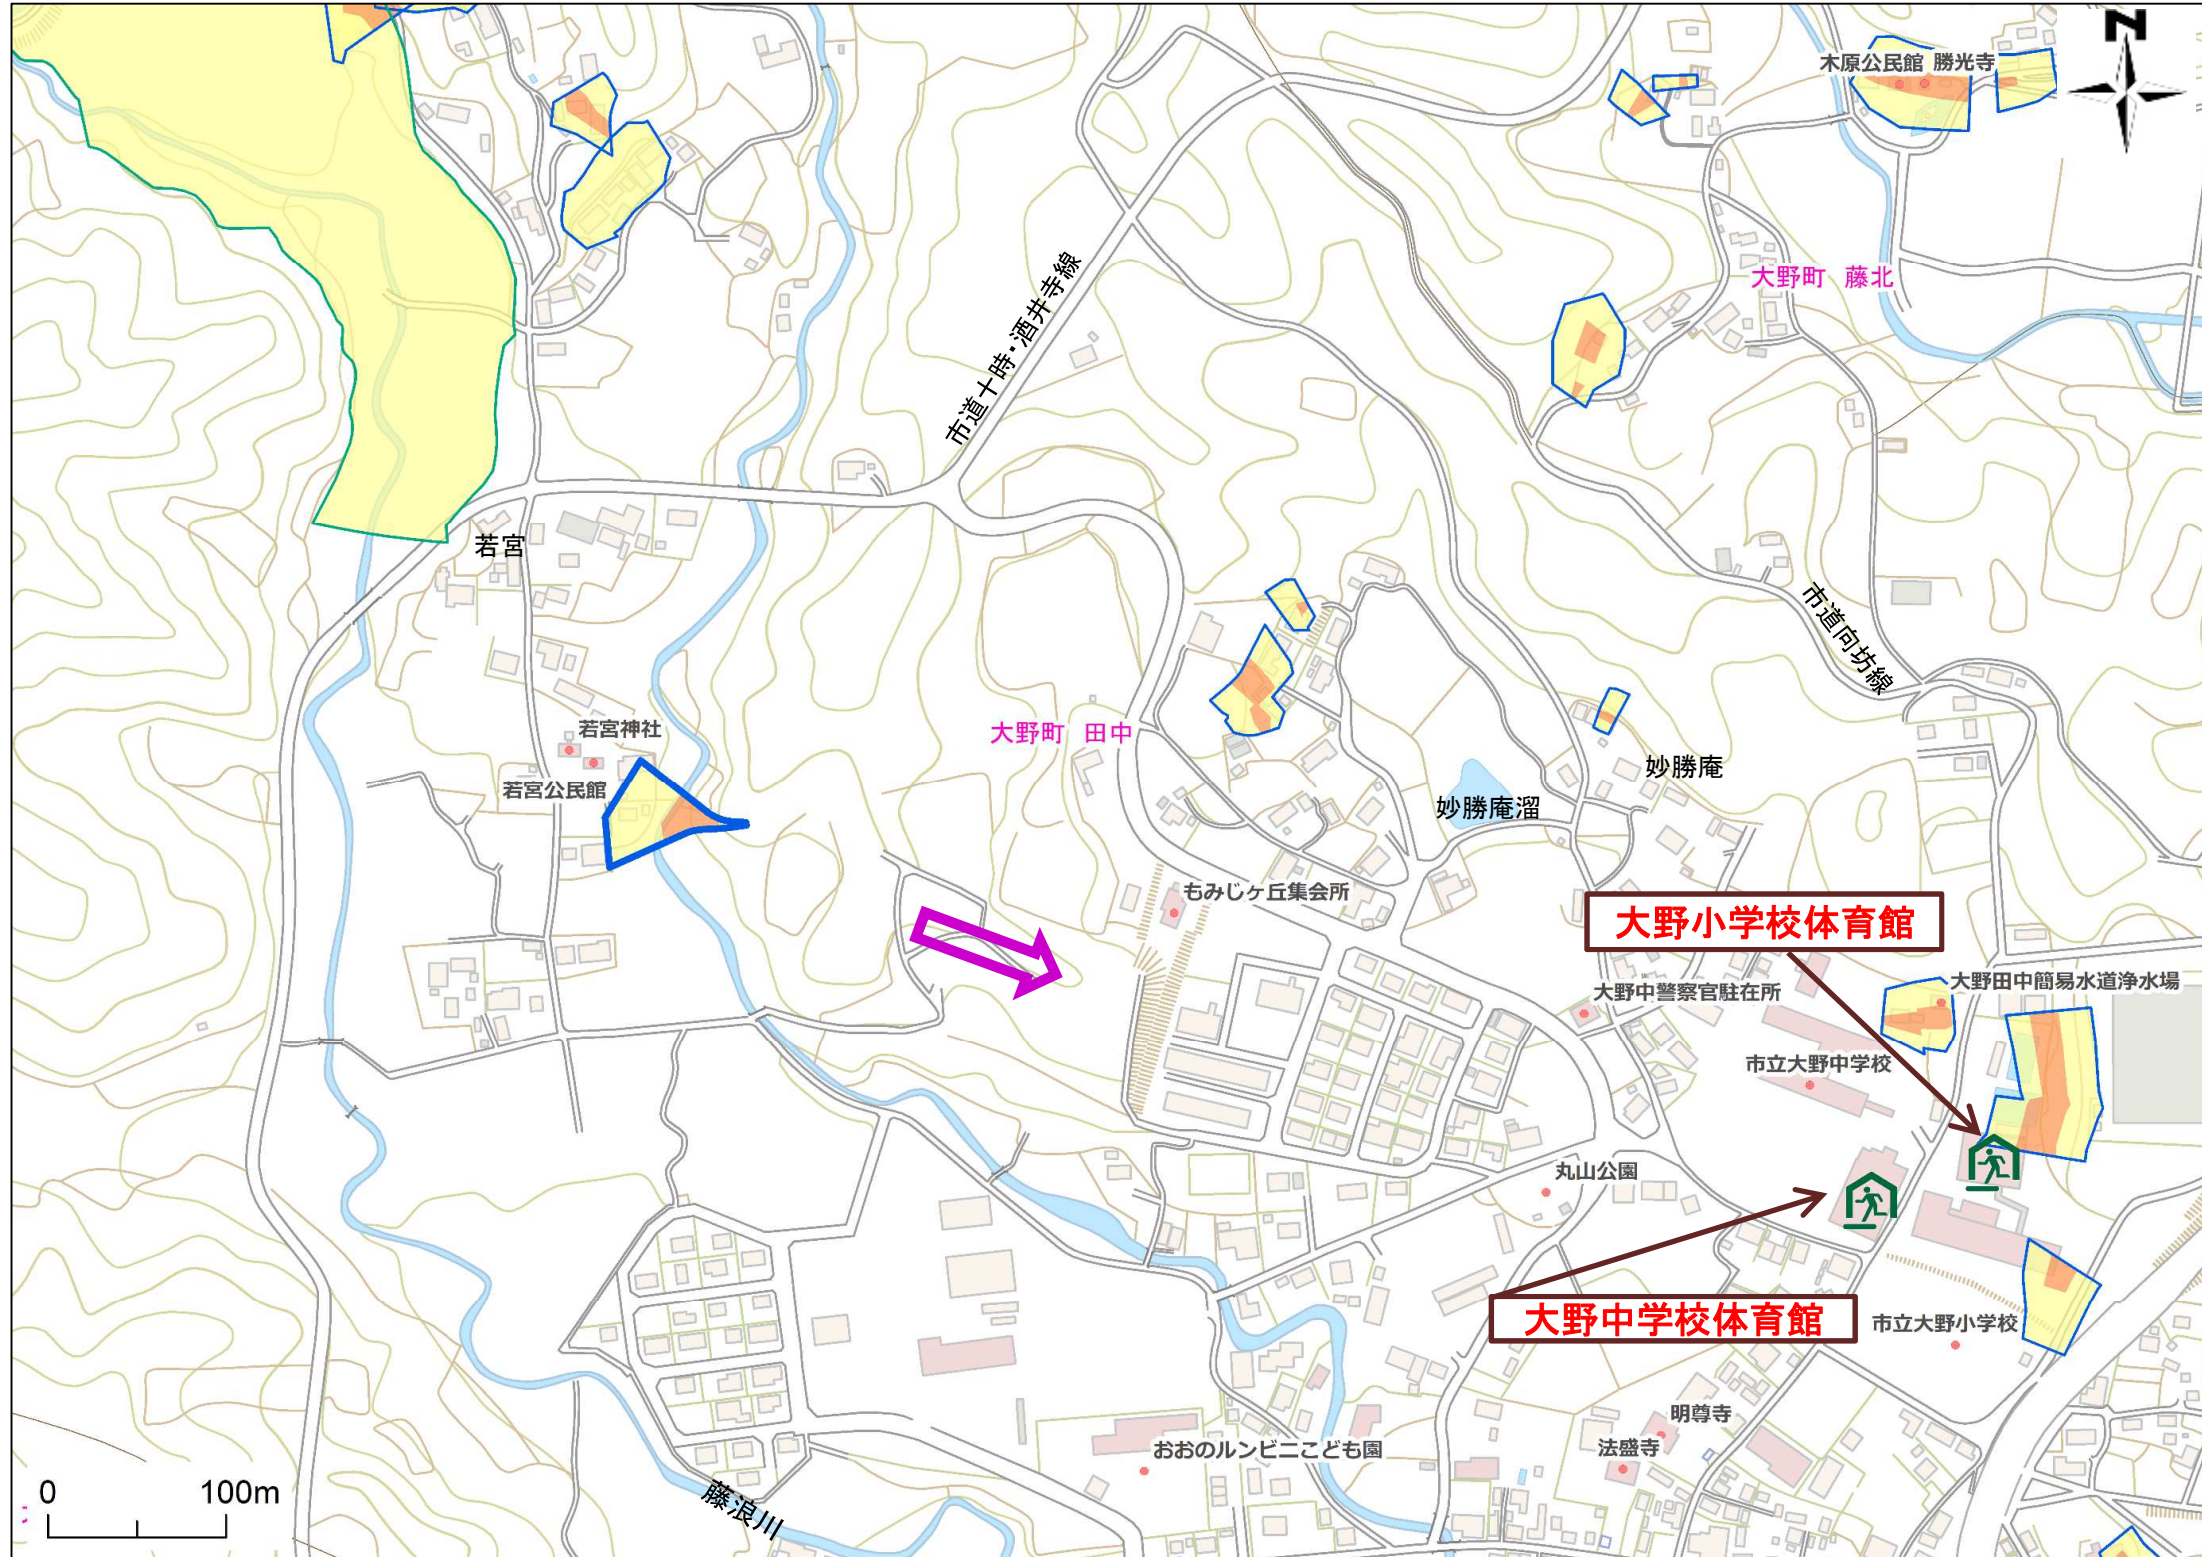 N
木原公民館
勝光寺
大野町 藤北
市道十時・酒井寺線
若宮
市道向坊線
若宮神社
大野町 田中
若宮公民館
妙勝庵
妙勝庵溜
もみじヶ丘集会所
大野小学校体育館
大野田中簡易水道浄水場
大野中警察官駐在所
市立大野中学校
丸山公園
大野中学校体育館
市立大野小学校
明尊寺
法盛寺
おおのルンビニこども園
藤浪川
0
100m